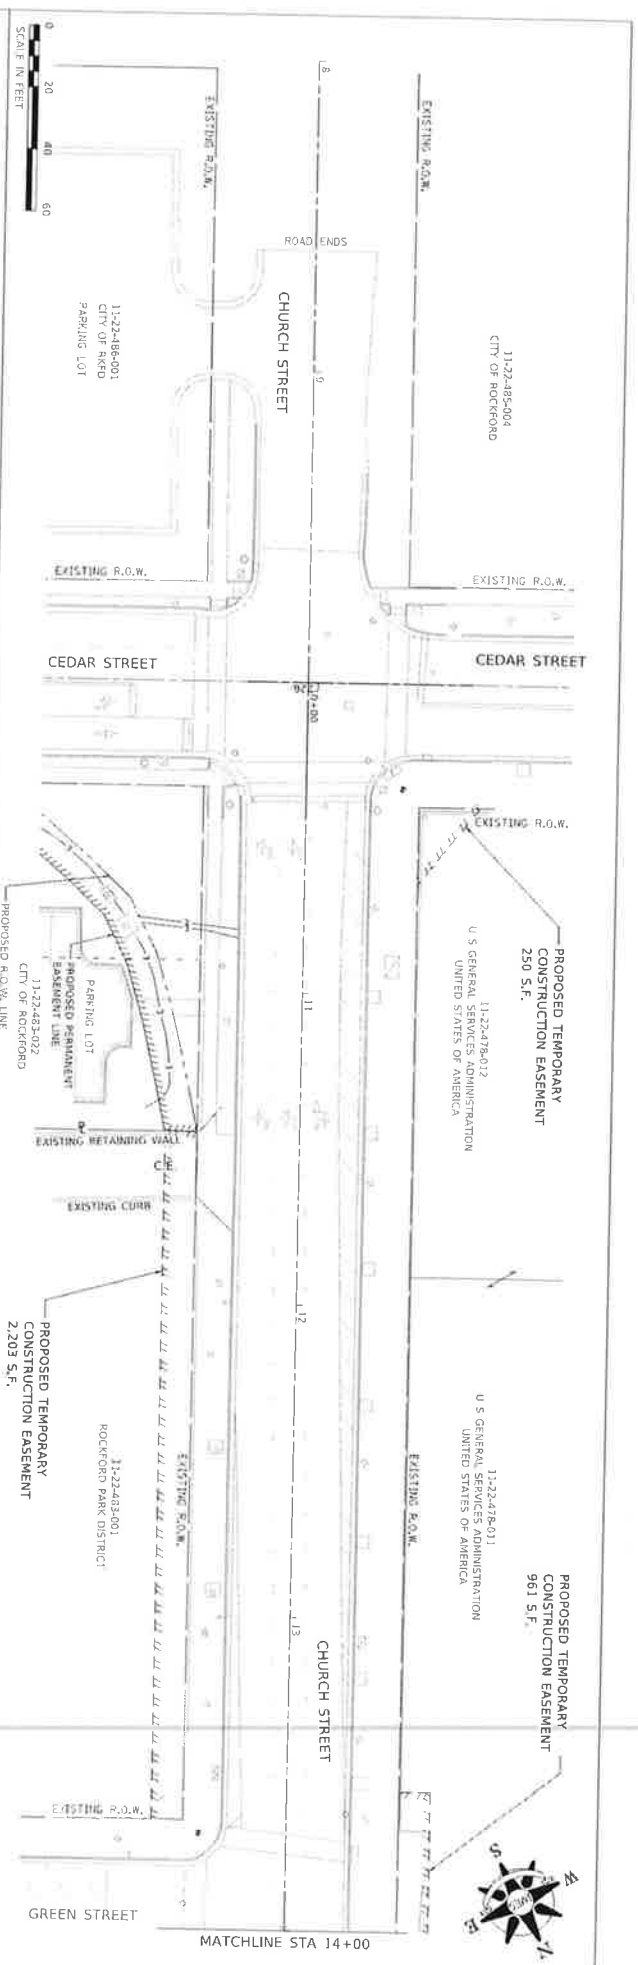 0 20 40 60
SCALE IN FEET
8
EXISTING R.O.W.
EXISTING R.O.W.
ROAD ENDS
CHURCH STREET
9
11-22-486-001
CITY OF RKFD
PARKING LOT
11-22-485-004
CITY OF ROCKFORD
EXISTING R.O.W.
EXISTING R.O.W.
CEDAR STREET
CEDAR STREET
10+00
26
EXISTING R.O.W.
PROPOSED TEMPORARY
CONSTRUCTION EASEMENT
250 S.F.
11-22-478-012
U S GENERAL SERVICES ADMINISTRATION
UNITED STATES OF AMERICA
11
PROPOSED R.O.W. LINE
PARKING LOT
PROPOSED PERMANENT
EASEMENT LINE
11-22-483-022
CITY OF ROCKFORD
EXISTING RETAINING WALL
EXISTING CURB
12
PROPOSED TEMPORARY
CONSTRUCTION EASEMENT
2,203 S.F.
11-22-483-001
ROCKFORD PARK DISTRICT
EXISTING R.O.W.
EXISTING R.O.W.
11-22-478-011
U S GENERAL SERVICES ADMINISTRATION
UNITED STATES OF AMERICA
PROPOSED TEMPORARY
CONSTRUCTION EASEMENT
961 S.F.
13
CHURCH STREET
EXISTING R.O.W.
S
W
E
N
GREEN STREET
MATCHLINE STA 14+00